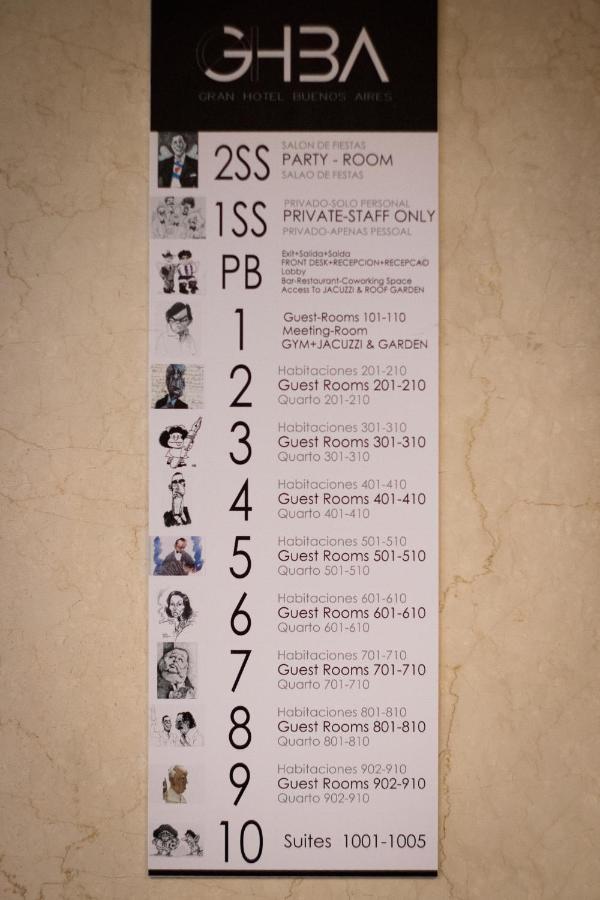 GHBA
GRAN HOTEL BUENOS AIRES
2SS
SALON DE FIESTAS
PARTY - ROOM
SALAO DE FESTAS
1SS
PRIVADO-SOLO PERSONAL
PRIVATE-STAFF ONLY
PRIVADO-APENAS PESSOAL
PB
Exit+Salida+Saida
FRONT DESK+RECEPCION+RECEPCAO
Lobby
Bar-Restaurant-Coworking Space
Access To JACUZZI & ROOF GARDEN
1
Guest-Rooms 101-110
Meeting-Room
GYM+JACUZZI & GARDEN
2
Habitaciones 201-210
Guest Rooms 201-210
Quarto 201-210
3
Habitaciones 301-310
Guest Rooms 301-310
Quarto 301-310
4
Habitaciones 401-410
Guest Rooms 401-410
Quarto 401-410
5
Habitaciones 501-510
Guest Rooms 501-510
Quarto 501-510
6
Habitaciones 601-610
Guest Rooms 601-610
Quarto 601-610
7
Habitaciones 701-710
Guest Rooms 701-710
Quarto 701-710
8
Habitaciones 801-810
Guest Rooms 801-810
Quarto 801-810
9
Habitaciones 902-910
Guest Rooms 902-910
Quarto 902-910
10
Suites 1001-1005